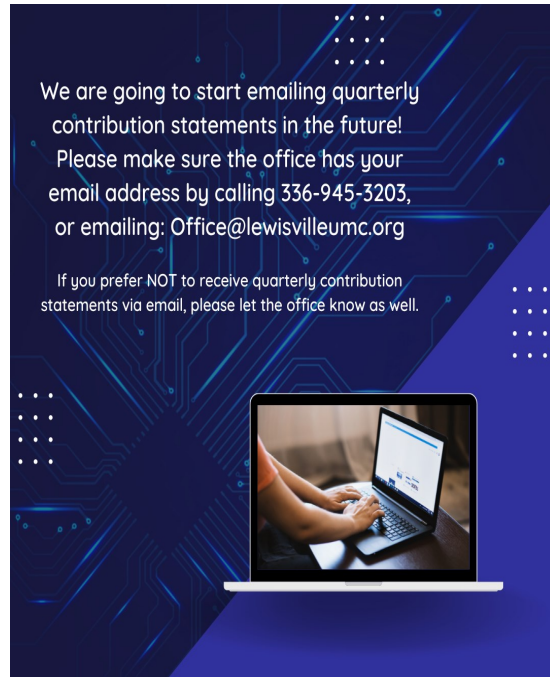 We are going to start emailing quarterly
contribution statements in the future!
Please make sure the office has your
email address by calling 336-945-3203,
or emailing: Office@lewisvilleumc.org
If you prefer NOT to receive quarterly contribution
statements via email, please let the office know as well.